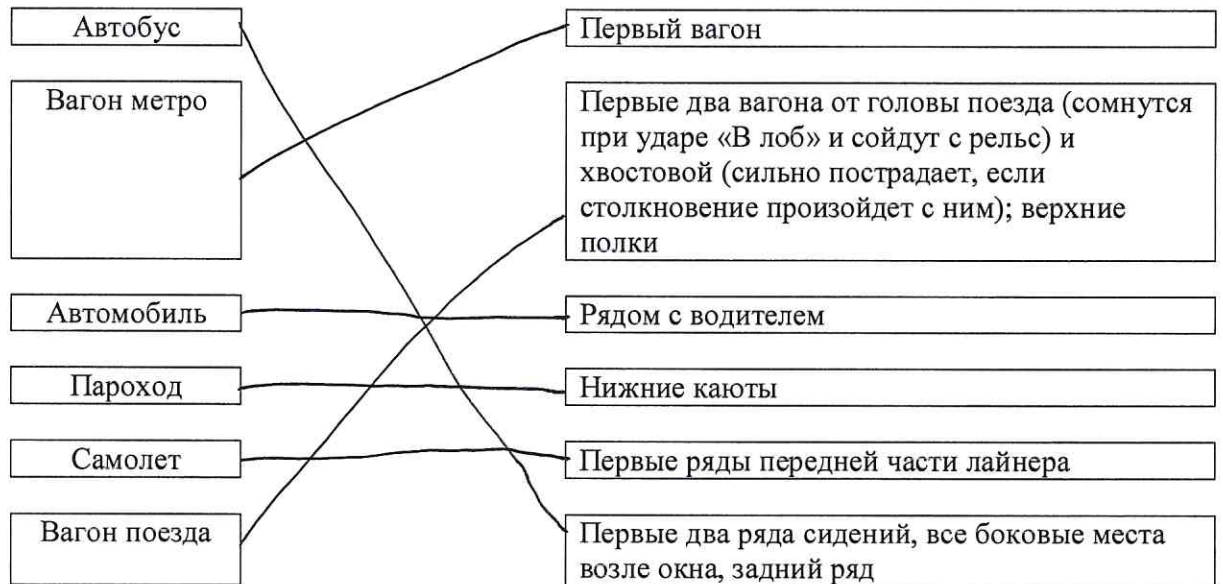 Автобус
Первый вагон
Вагон метро
Первые два вагона от головы поезда (сомнутся
при ударе «В лоб» и сойдут с рельс) и
хвостовой (сильно пострадает, если
столкновение произойдет с ним); верхние
полки
Автомобиль
Рядом с водителем
Пароход
Нижние каюты
Самолет
Первые ряды передней части лайнера
Вагон поезда
Первые два ряда сидений, все боковые места
возле окна, задний ряд